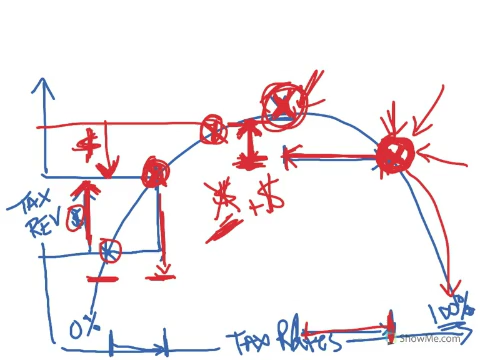 $
TAX
REV
$
$ + $
0%
100%
Tax Rates
ShowMe.com